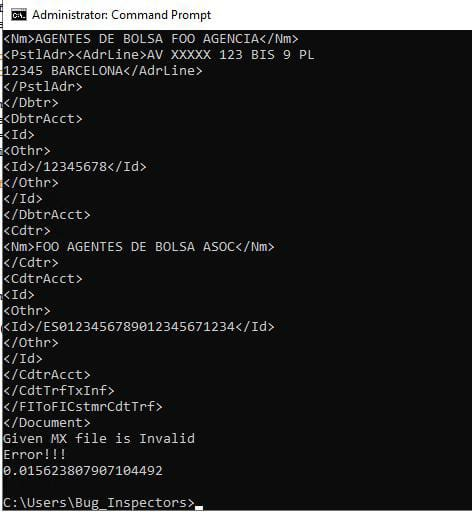 Administrator: Command Prompt
<Nm>AGENTES DE BOLSA FOO AGENCIA</Nm>
<PstlAdr><AdrLine>AV XXXXX 123 BIS 9 PL
12345 BARCELONA</AdrLine>
</PstlAdr>
</Dbtr>
<DbtrAcct>
<Id>
<Othr>
<Id>/12345678</Id>
</Othr>
</Id>
</DbtrAcct>
<Cdtr>
<Nm>FOO AGENTES DE BOLSA ASOC</Nm>
</Cdtr>
<CdtrAcct>
<Id>
<Othr>
<Id>/ES0123456789012345671234</Id>
</Othr>
</Id>
</CdtrAcct>
</CdtTrfTxInf>
</FIToFICstmrCdtTrf>
</Document>
Given MX file is Invalid
Error!!!
0.015623807907104492
C:\Users\Bug_Inspectors>